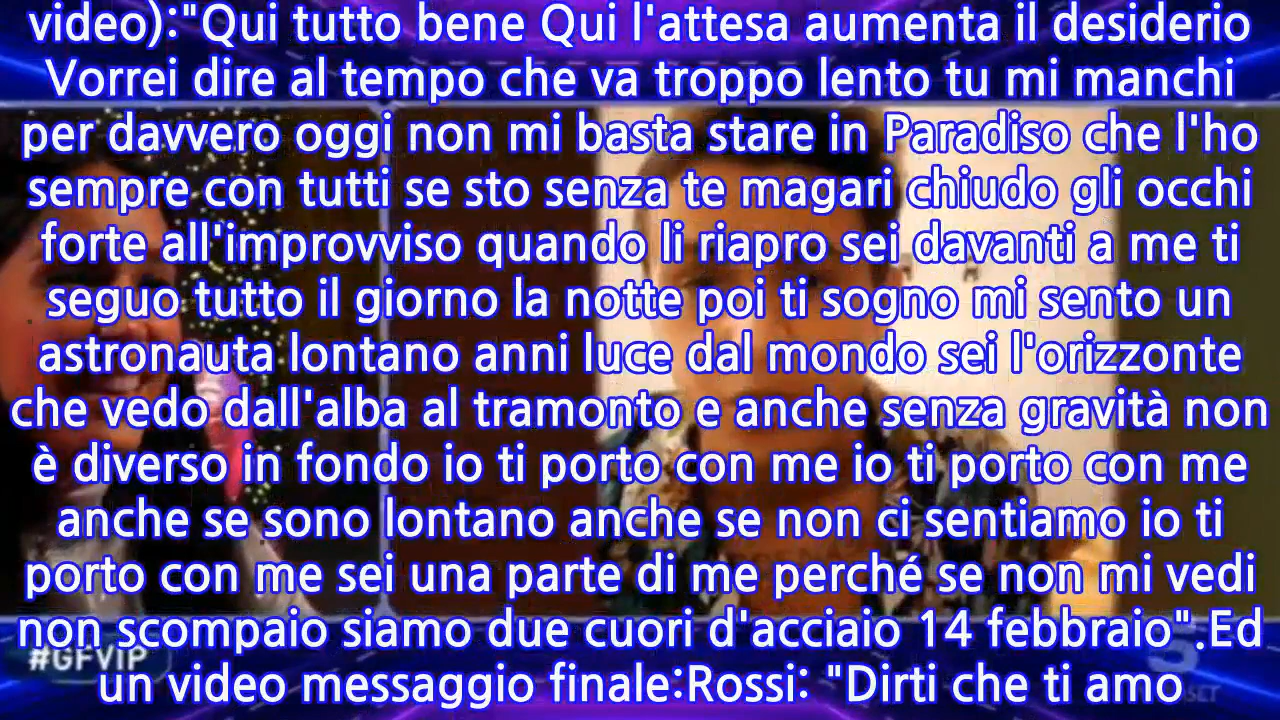 video):"Qui tutto bene Qui l'attesa aumenta il desiderio
Vorrei dire al tempo che va troppo lento tu mi manchi
per davvero oggi non mi basta stare in Paradiso che l'ho
sempre con tutti se sto senza te magari chiudo gli occhi
forte all'improvviso quando li riapro sei davanti a me ti
seguo tutto il giorno la notte poi ti sogno mi sento un
astronauta lontano anni luce dal mondo sei l'orizzonte
che vedo dall'alba al tramonto e anche senza gravità non
è diverso in fondo io ti porto con me io ti porto con me
anche se sono lontano anche se non ci sentiamo io ti
porto con me sei una parte di me perché se non mi vedi
non scompaio siamo due cuori d'acciaio 14 febbraio".Ed
#GFVIP
5
un video messaggio finale:Rossi: "Dirti che ti amo